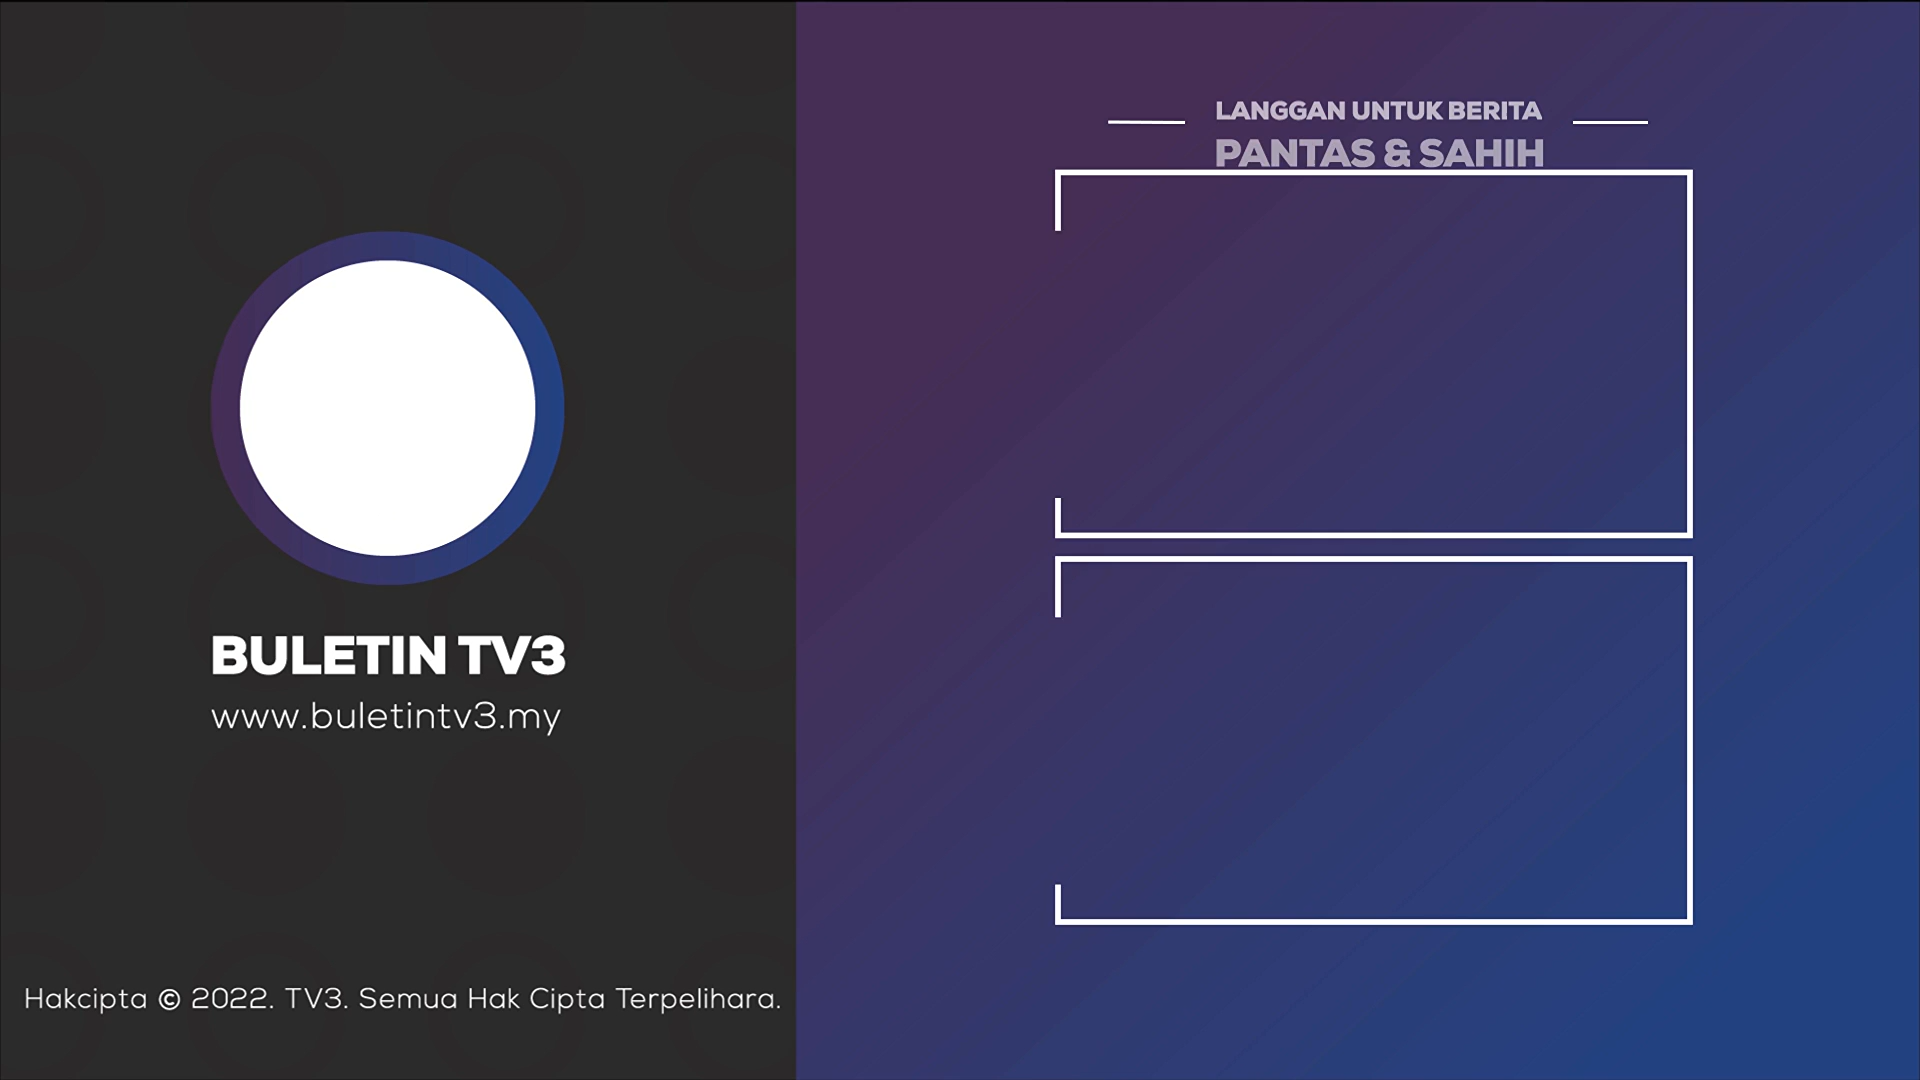 LANGGAN UNTUK BERITA
PANTAS & SAHIH
BULETIN TV3
www.buletintv3.my
Hakcipta © 2022. TV3. Semua Hak Cipta Terpelihara.